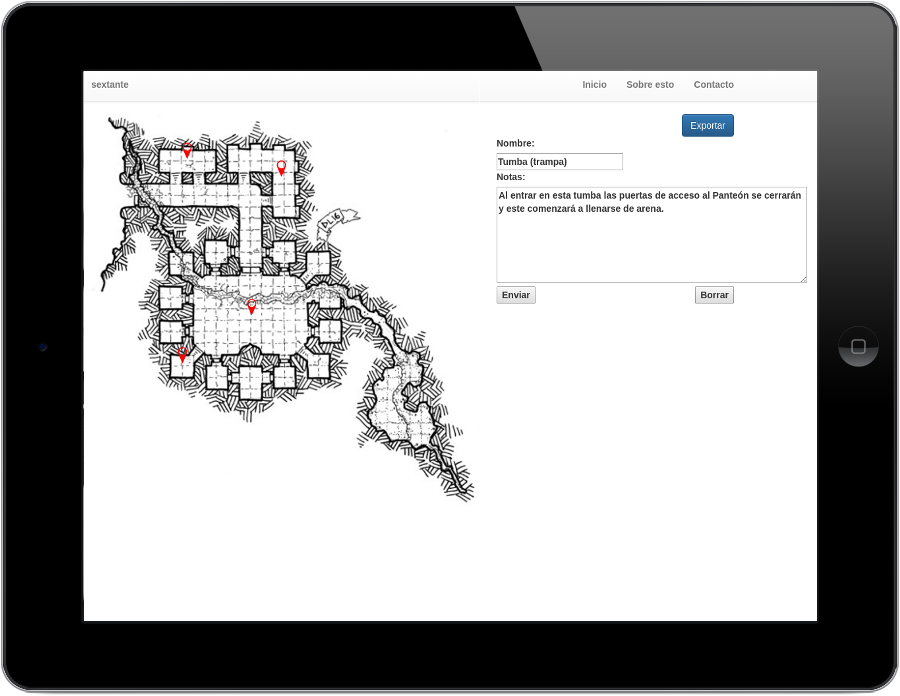 sextante
Inicio
Sobre esto
Contacto
Exportar
Nombre:
Tumba (trampa)
Notas:
Al entrar en esta tumba las puertas de acceso al Panteón se cerrarán
y este comenzará a llenarse de arena.
Enviar
Borrar